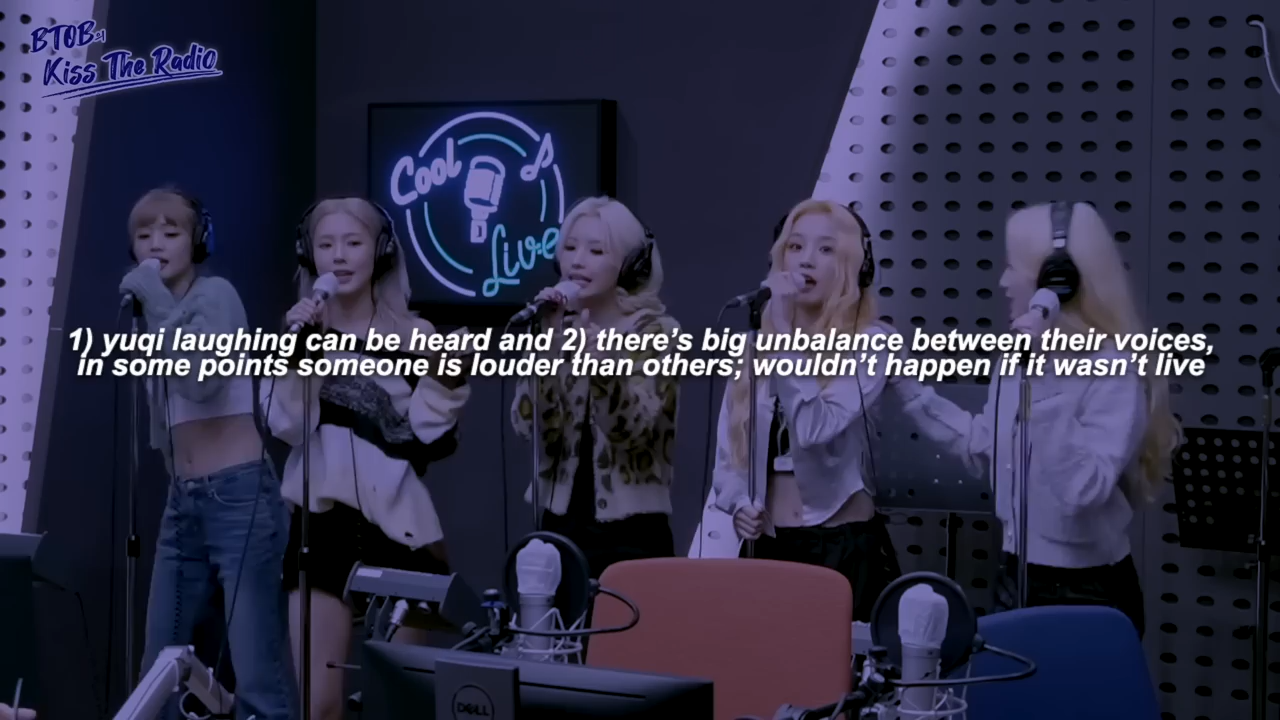 BTOB의
Kiss The Radio
Cool
Live
1) yuqi laughing can be heard and 2) there's big unbalance between their voices,
in some points someone is louder than others; wouldn't happen if it wasn't live
DELL